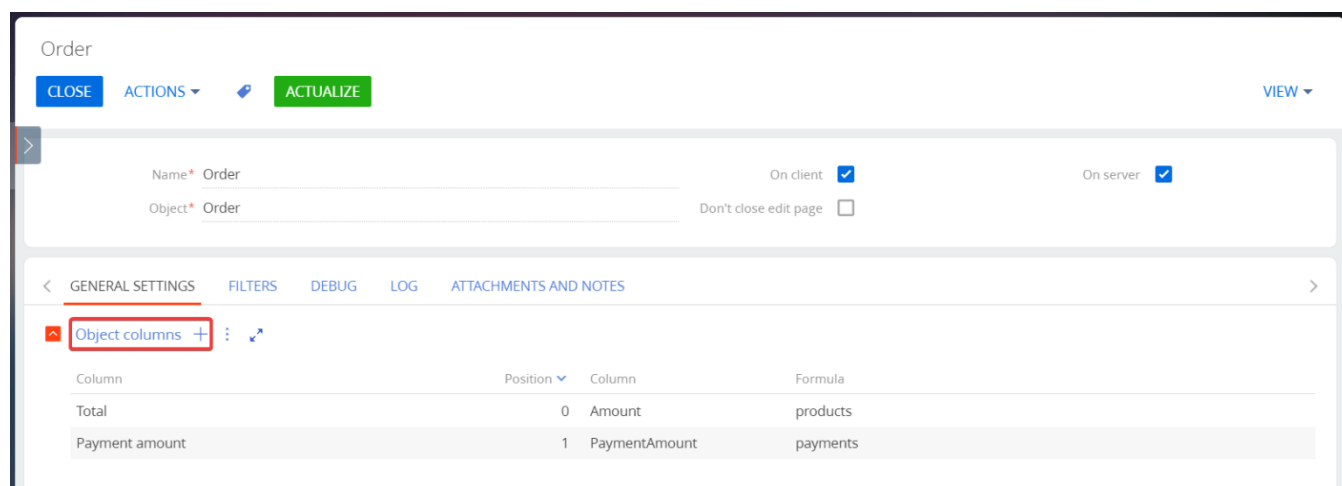 Order
CLOSE ACTIONS ACTUALIZE VIEW
Name* Order On client On server
Object* Order Don't close edit page
GENERAL SETTINGS FILTERS DEBUG LOG ATTACHMENTS AND NOTES
Object columns +
Column Position Column Formula
Total 0 Amount products
Payment amount 1 PaymentAmount payments